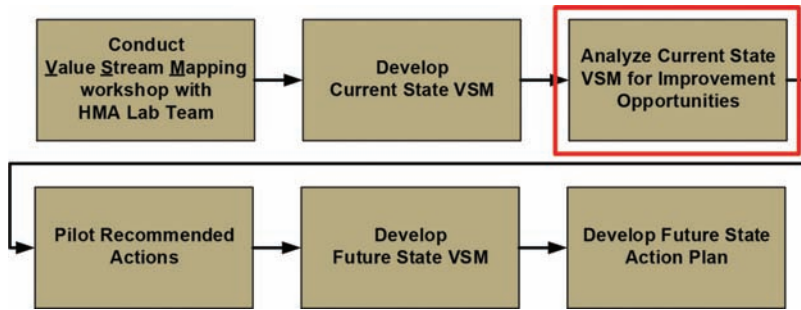 Conduct
Value Stream Mapping
workshop with
HMA Lab Team
Develop
Current State VSM
Analyze Current State
VSM for Improvement
Opportunities
Pilot Recommended
Actions
Develop
Future State VSM
Develop Future State
Action Plan